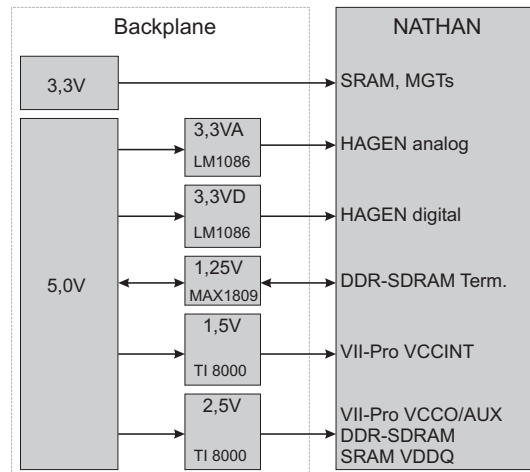 Backplane
NATHAN
3,3V
SRAM, MGTs
5,0V
3,3VA
LM1086
HAGEN analog
3,3VD
LM1086
HAGEN digital
1,25V
MAX1809
DDR-SDRAM Term.
1,5V
TI 8000
VII-Pro VCCINT
2,5V
TI 8000
VII-Pro VCCO/AUX
DDR-SDRAM
SRAM VDDQ